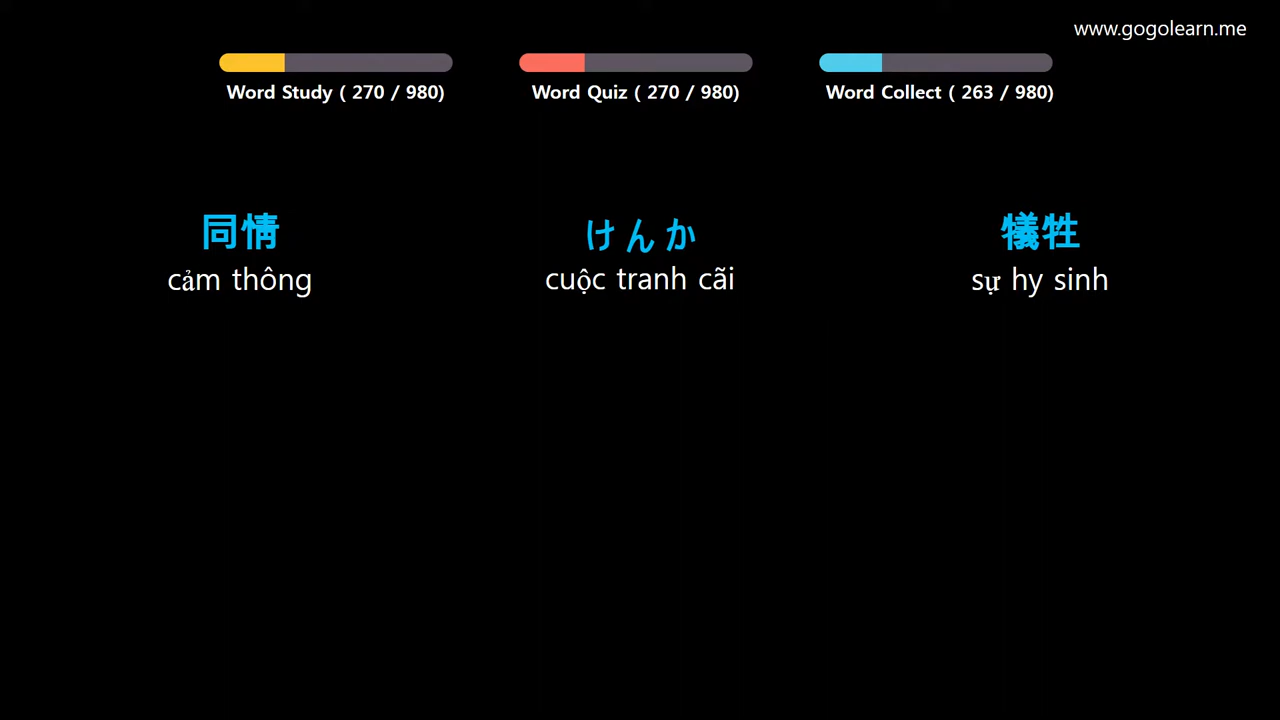 www.gogolearn.me
Word Study ( 270 / 980)
Word Quiz ( 270 / 980)
Word Collect ( 263 / 980)
同情
cảm thông
けんか
cuộc tranh cãi
犠牲
sự hy sinh